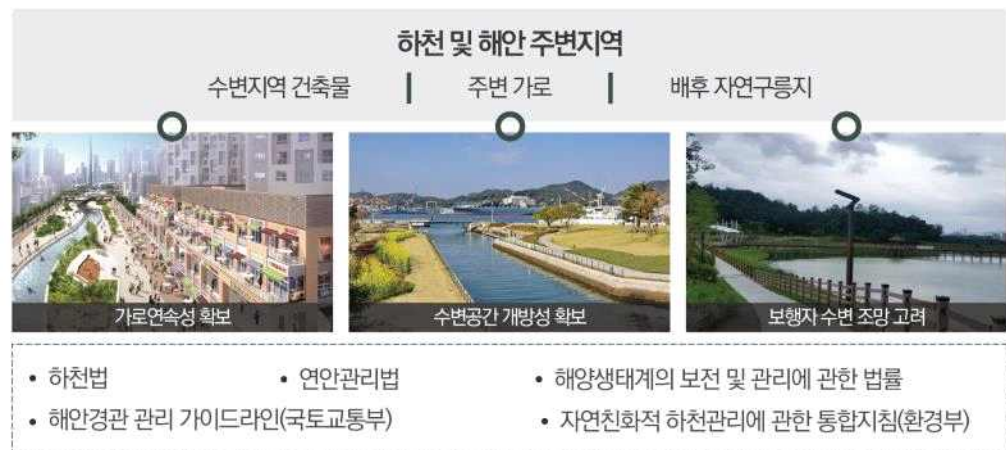 하천 및 해안 주변지역
수변지역 건축물 | 주변 가로 | 배후 자연구릉지
가로연속성 확보
수변공간 개방성 확보
보행자 수변 조망 고려
• 하천법 • 연안관리법 • 해양생태계의 보전 및 관리에 관한 법률
• 해안경관 관리 가이드라인(국토교통부) • 자연친화적 하천관리에 관한 통합지침(환경부)